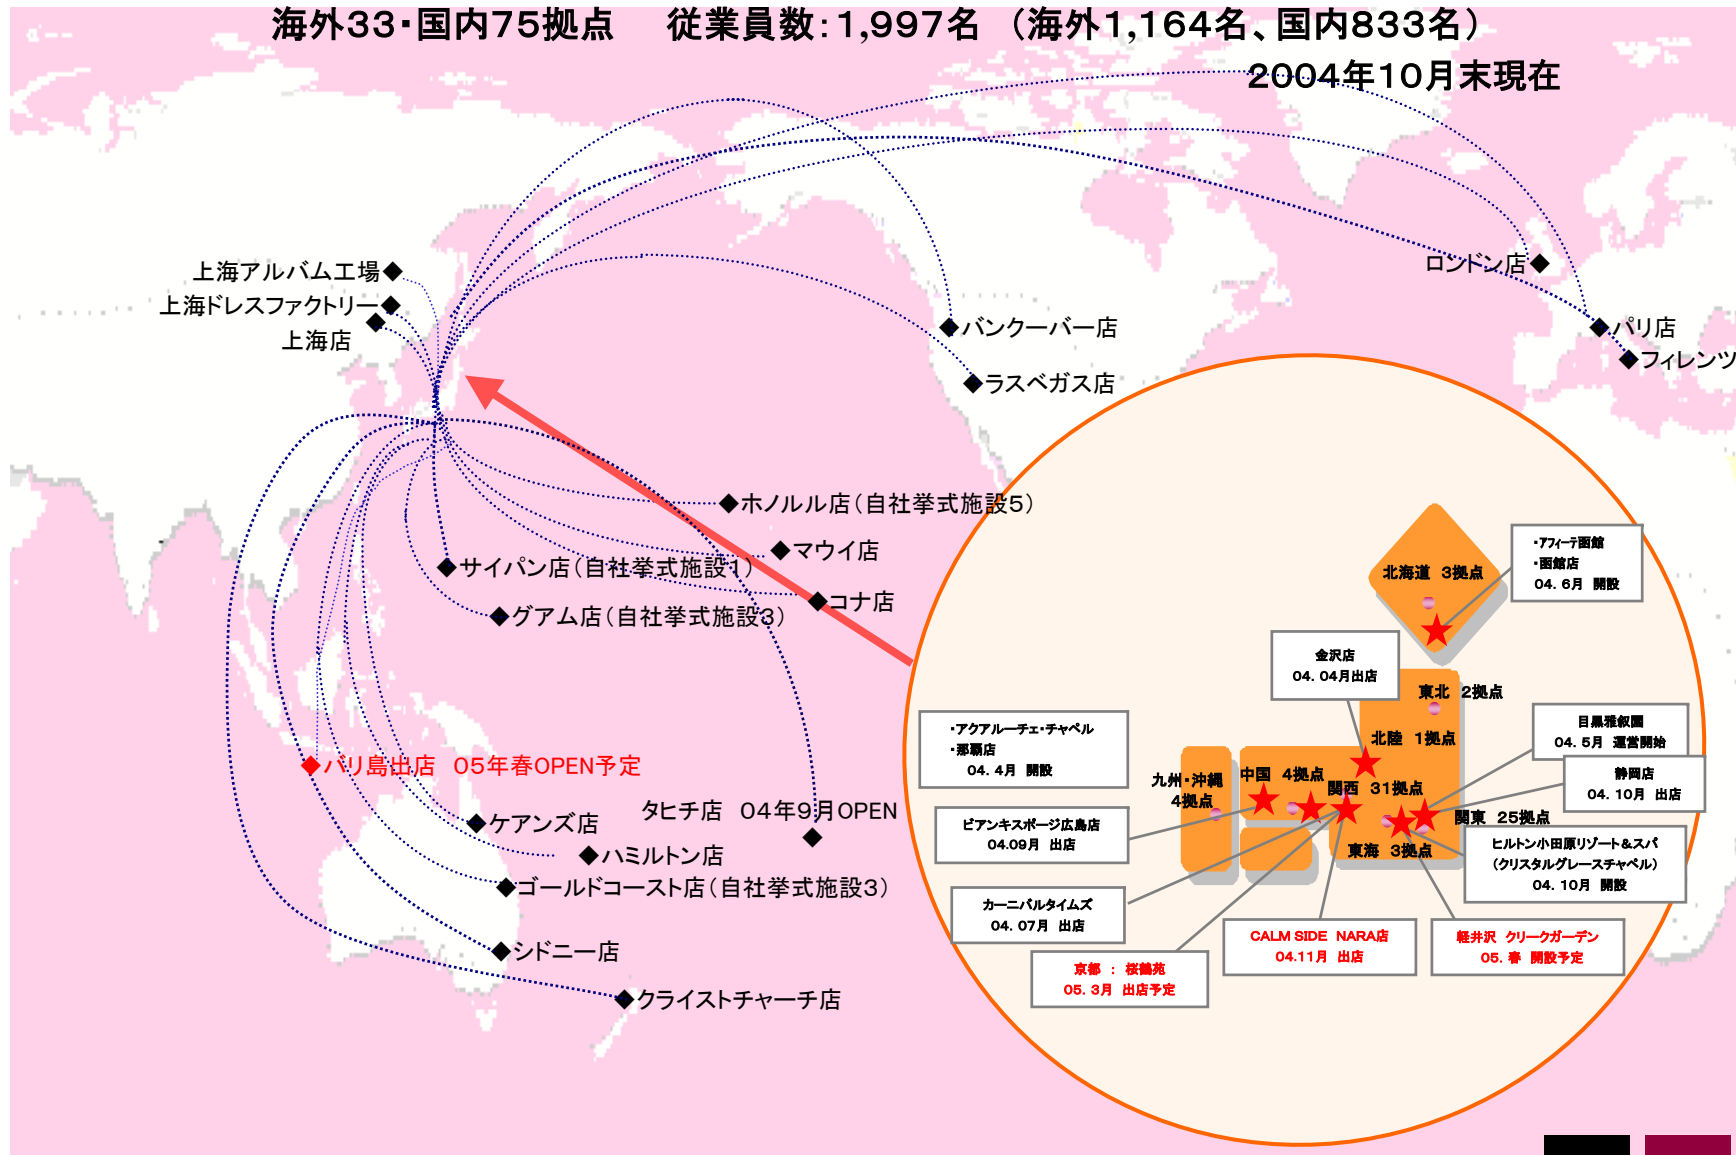 海外33・国内75拠点　従業員数：1,997名　（海外1,164名、国内833名）
2004年10月末現在
上海アルバム工場
上海ドレスファクトリー
上海店
ロンドン店
バンクーバー店
パリ店
フィレンツ
ラスベガス店
ホノルル店（自社挙式施設5）
マウイ店
サイパン店（自社挙式施設1）
コナ店
グアム店（自社挙式施設3）
バリ島出店　05年春OPEN予定
タヒチ店　04年9月OPEN
ケアンズ店
ハミルトン店
ゴールドコースト店（自社挙式施設3）
シドニー店
クライストチャーチ店
北海道　3拠点
・アフィーテ函館
・函館店
04．6月　開設
金沢店
04．04月出店
東北　2拠点
北陸　1拠点
目黒雅叙園
04．5月　運営開始
・アクアルーチェ・チャペル
・那覇店
04．4月　開設
静岡店
04．10月　出店
九州・沖縄
4拠点
中国　4拠点
関西　31拠点
関東　25拠点
東海　3拠点
ビアンキスポージ広島店
04.09月　出店
ヒルトン小田原リゾート＆スパ
（クリスタルグレースチャペル）
04．10月　開設
カーニバルタイムズ
04．07月　出店
CALM SIDE　NARA店
04.11月　出店
軽井沢　クリークガーデン
05．春　開設予定
京都　：　桜鶴苑
05．3月　出店予定